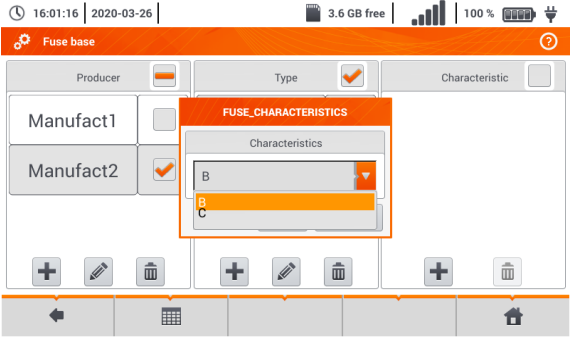 16:01:16 2020-03-26 3.6 GB free 100 %
Fuse base
Producer Type Characteristic
Manufact1
Manufact2
FUSE_CHARACTERISTICS
Characteristics
B
B
C